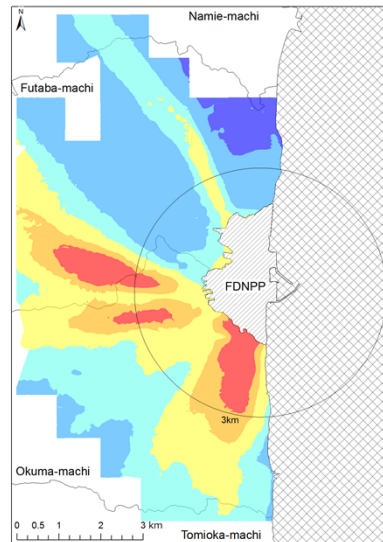 N
Namie-machi
Futaba-machi
FDNPP
3km
Okuma-machi
0 0.5 1 2 3 km
Tomioka-machi